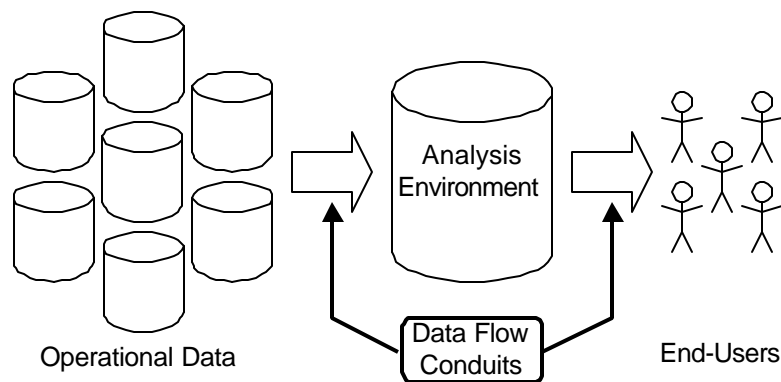 Analysis
Environment
Data Flow
Conduits
Operational Data
End-Users